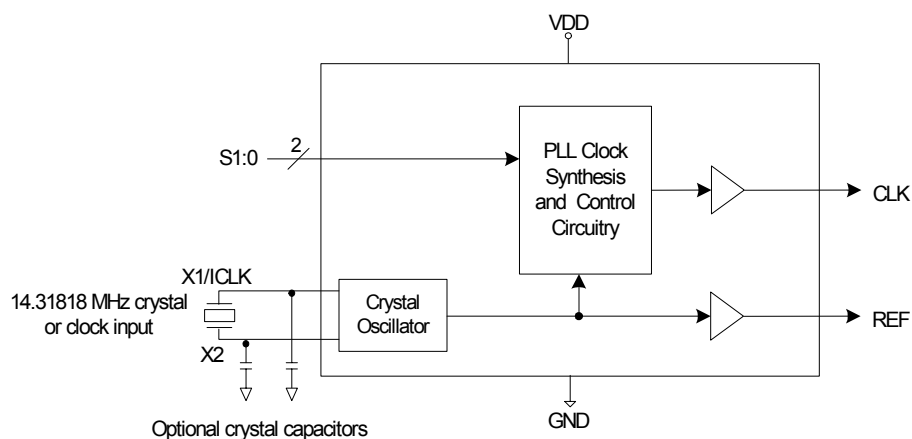 VDD
S1:0
2
PLL Clock
Synthesis
and Control
Circuitry
CLK
X1/ICLK
14.31818 MHz crystal
or clock input
Crystal
Oscillator
REF
X2
GND
Optional crystal capacitors